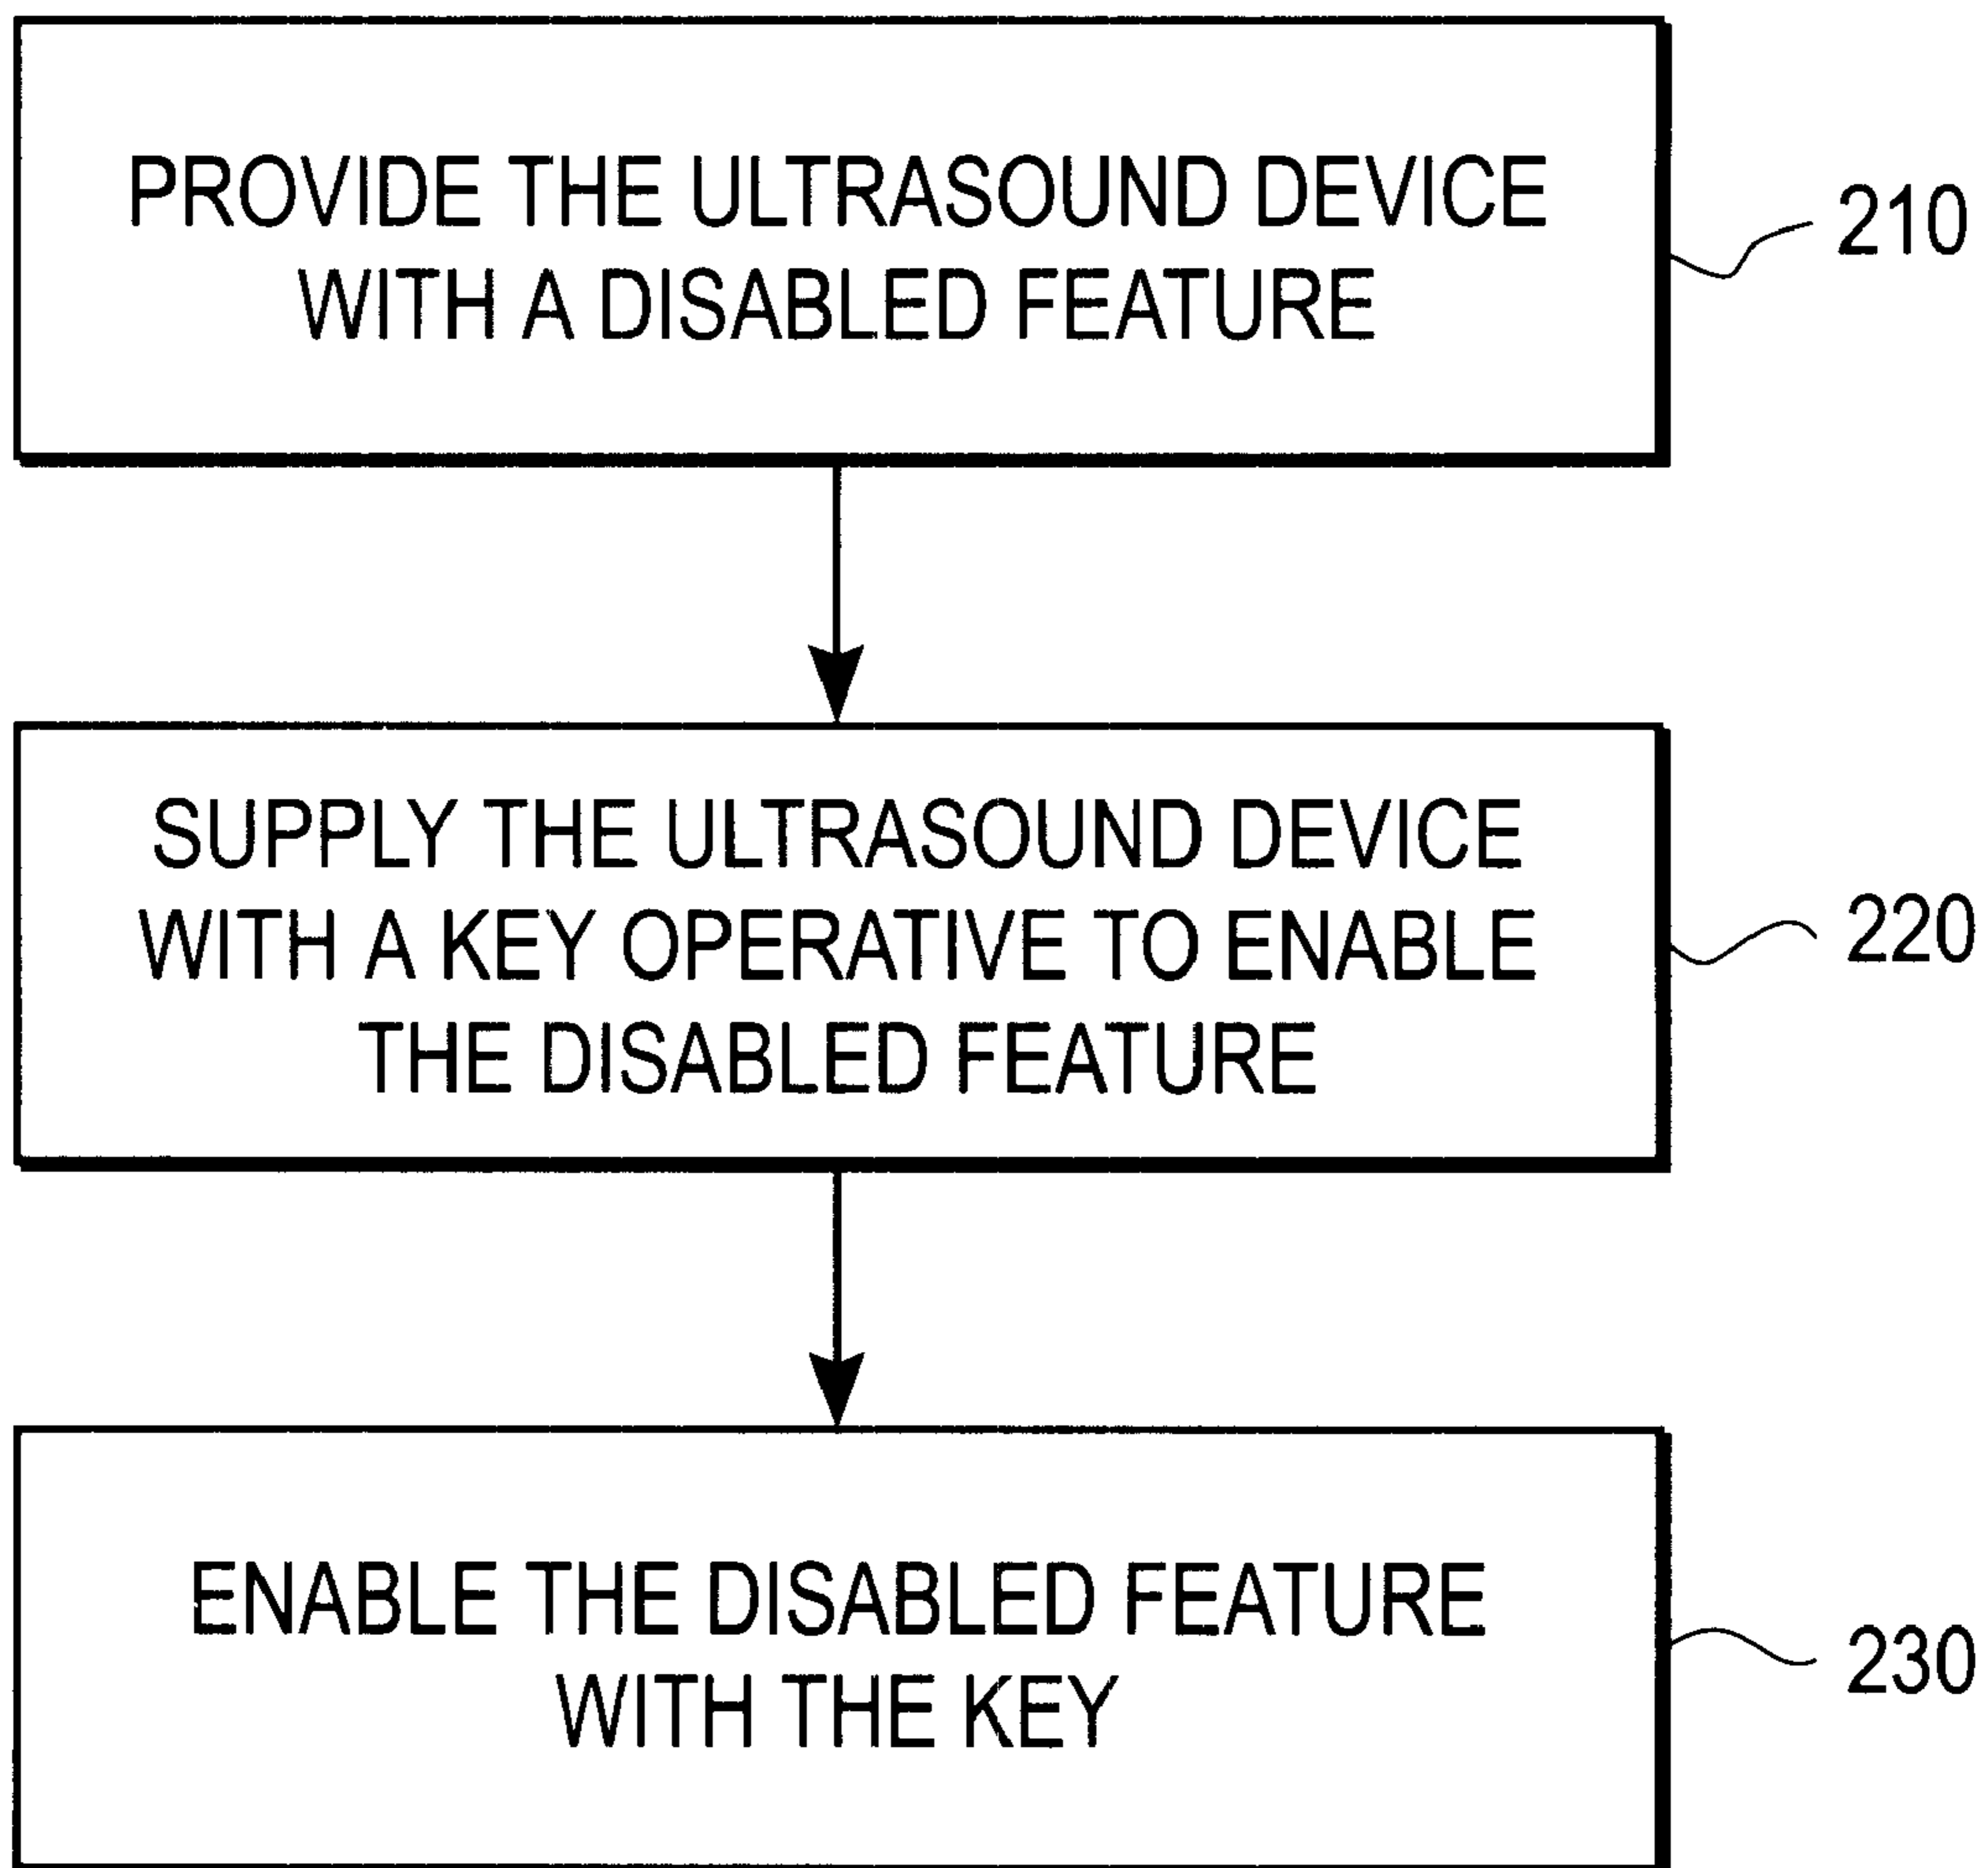 PROVIDE THE ULTRASOUND DEVICE
WITH A DISABLED FEATURE
210
SUPPLY THE ULTRASOUND DEVICE
WITH A KEY OPERATIVE TO ENABLE
THE DISABLED FEATURE
220
ENABLE THE DISABLED FEATURE
WITH THE KEY
230